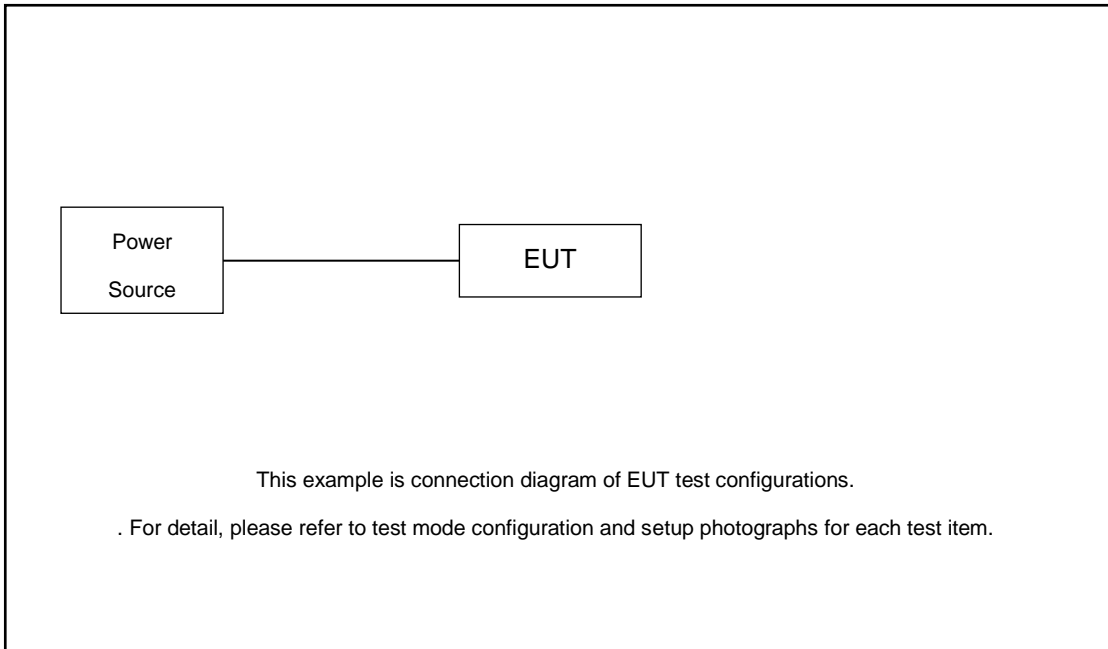 Power
Source
EUT
This example is connection diagram of EUT test configurations.
. For detail, please refer to test mode configuration and setup photographs for each test item.